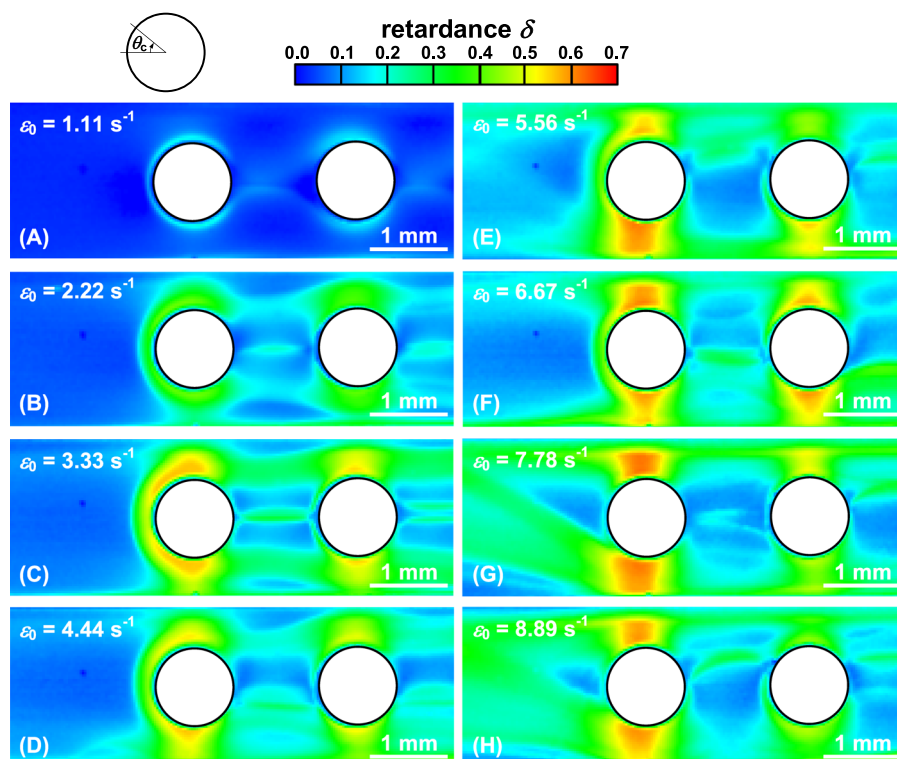 retardance δ
θc
0.0 0.1 0.2 0.3 0.4 0.5 0.6 0.7
ε0 = 1.11 s-1
(A)
1 mm
ε0 = 2.22 s-1
(B)
1 mm
ε0 = 3.33 s-1
(C)
1 mm
ε0 = 4.44 s-1
(D)
1 mm
ε0 = 5.56 s-1
(E)
1 mm
ε0 = 6.67 s-1
(F)
1 mm
ε0 = 7.78 s-1
(G)
1 mm
ε0 = 8.89 s-1
(H)
1 mm